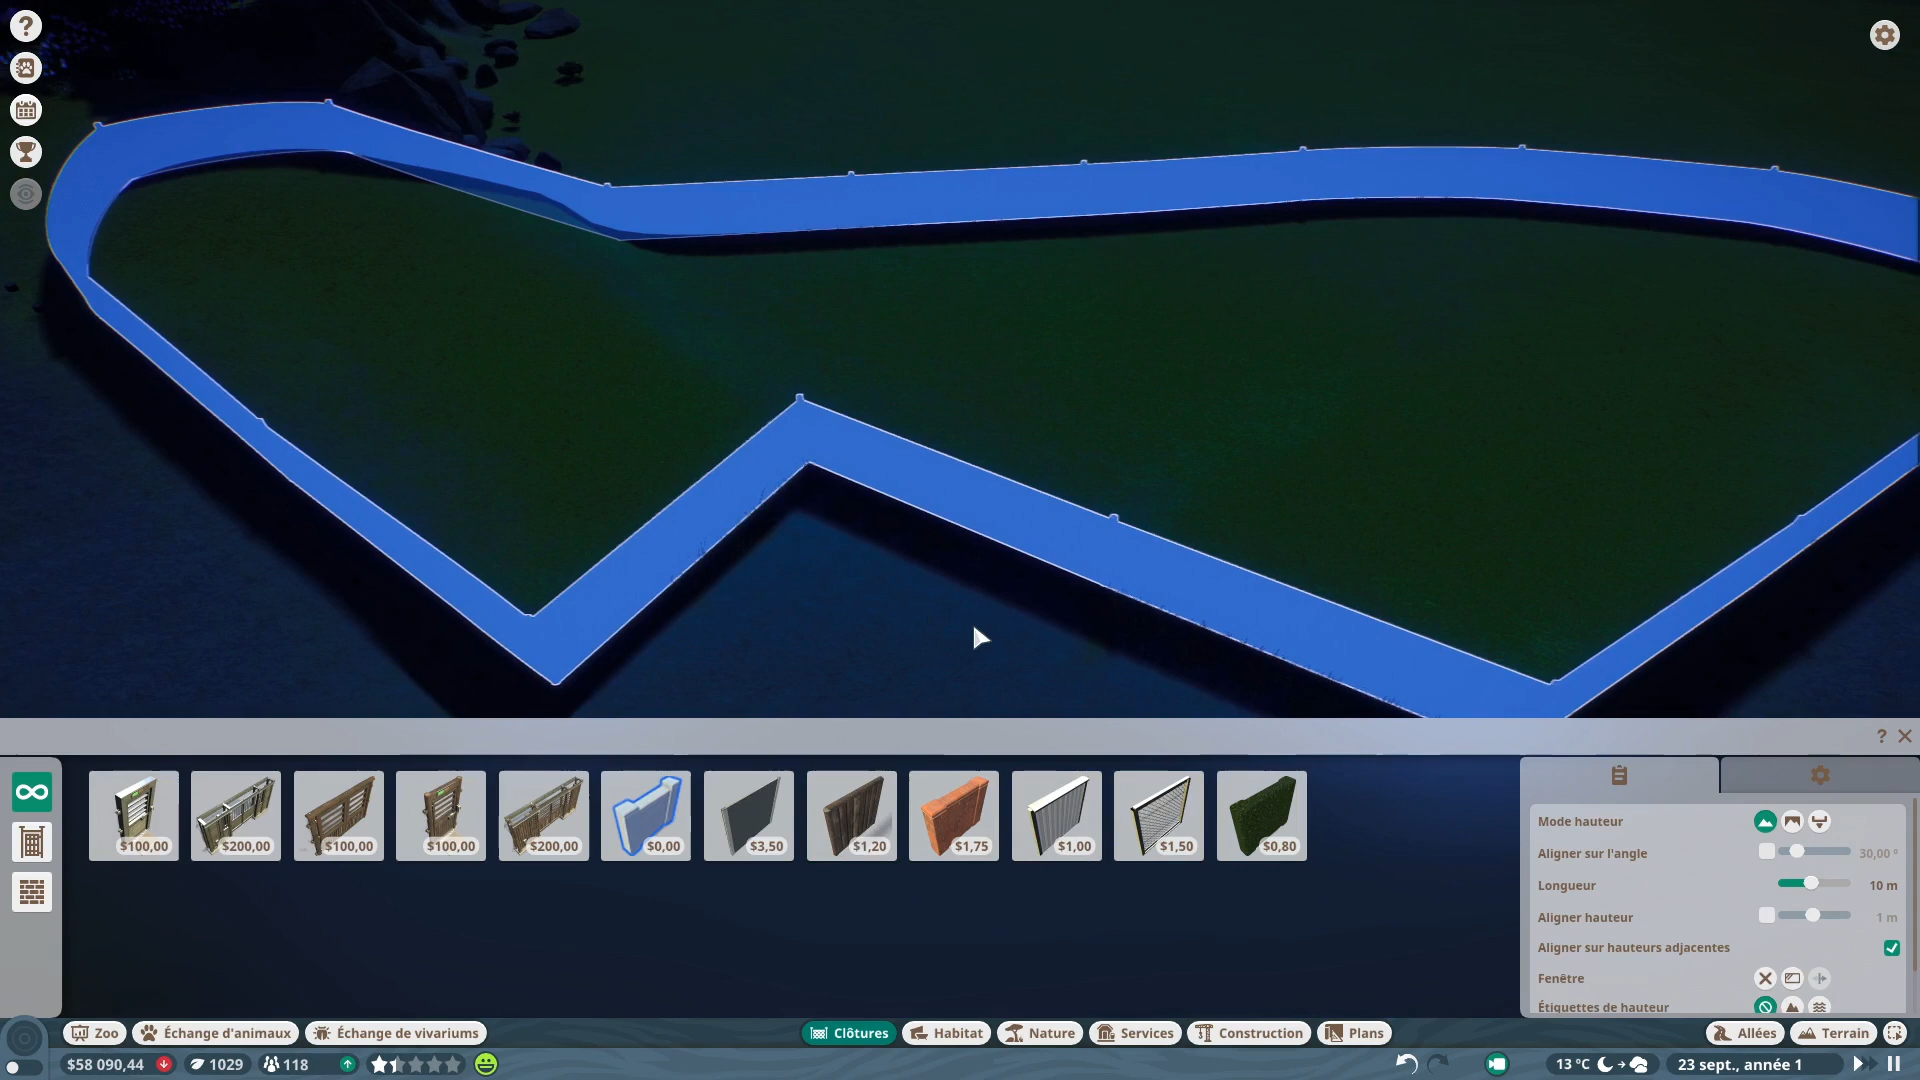 ?
? ×
$100,00 $200,00 $100,00 $100,00 $200,00 $0,00 $3,50 $1,20 $1,75 $1,00 $1,50 $0,80
Mode hauteur
Aligner sur l'angle 30,00 º
Longueur 10 m
Aligner hauteur 1 m
Aligner sur hauteurs adjacentes
Fenêtre
Étiquettes de hauteur
Zoo Échange d'animaux Échange de vivariums Clôtures Habitat Nature Services Construction Plans Allées Terrain
$58 090,44 1029 118 13 °C 23 sept., année 1